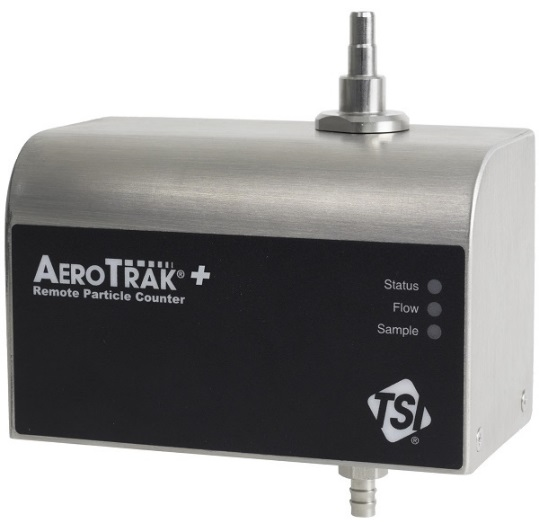 AEROTRAK® +
Remote Particle Counter
Status
Flow
Sample
TSI®